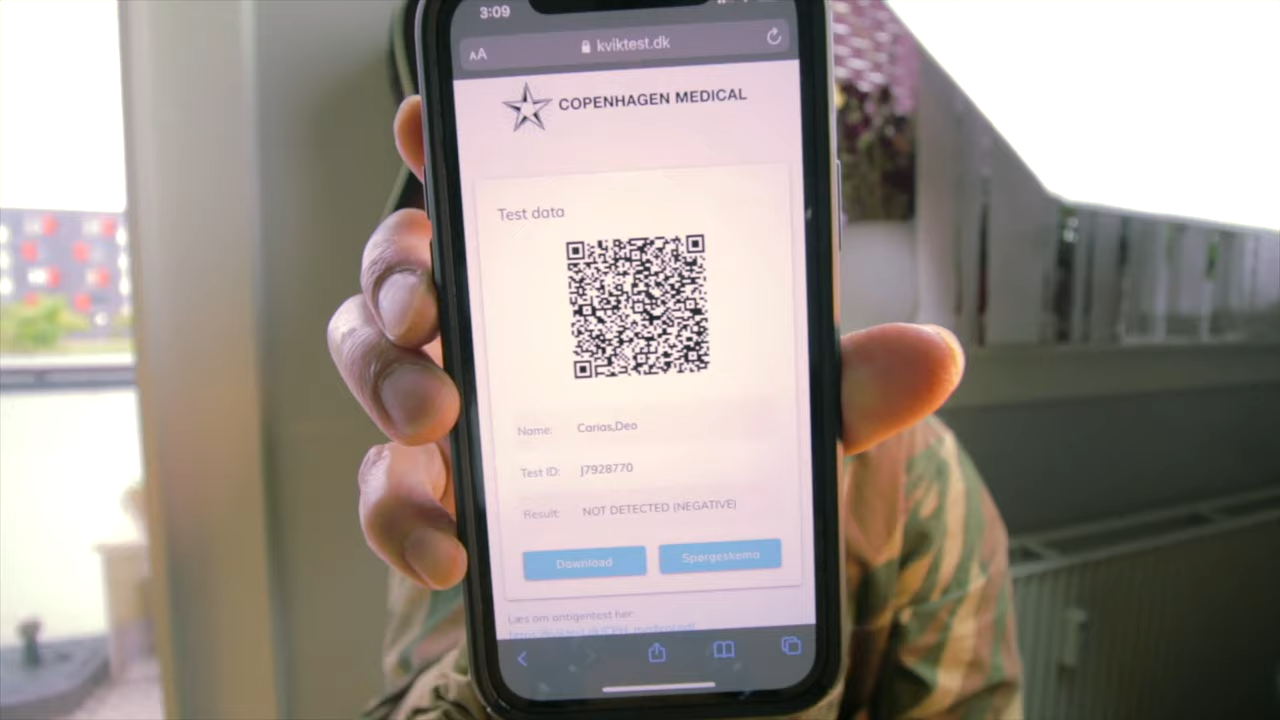 3:09
AA
kviktest.dk
COPENHAGEN MEDICAL
Test data
Name: Carias,Deo
Test ID: J7928770
Result: NOT DETECTED (NEGATIVE)
Download Spørgeskema
Læs om antigentest her: